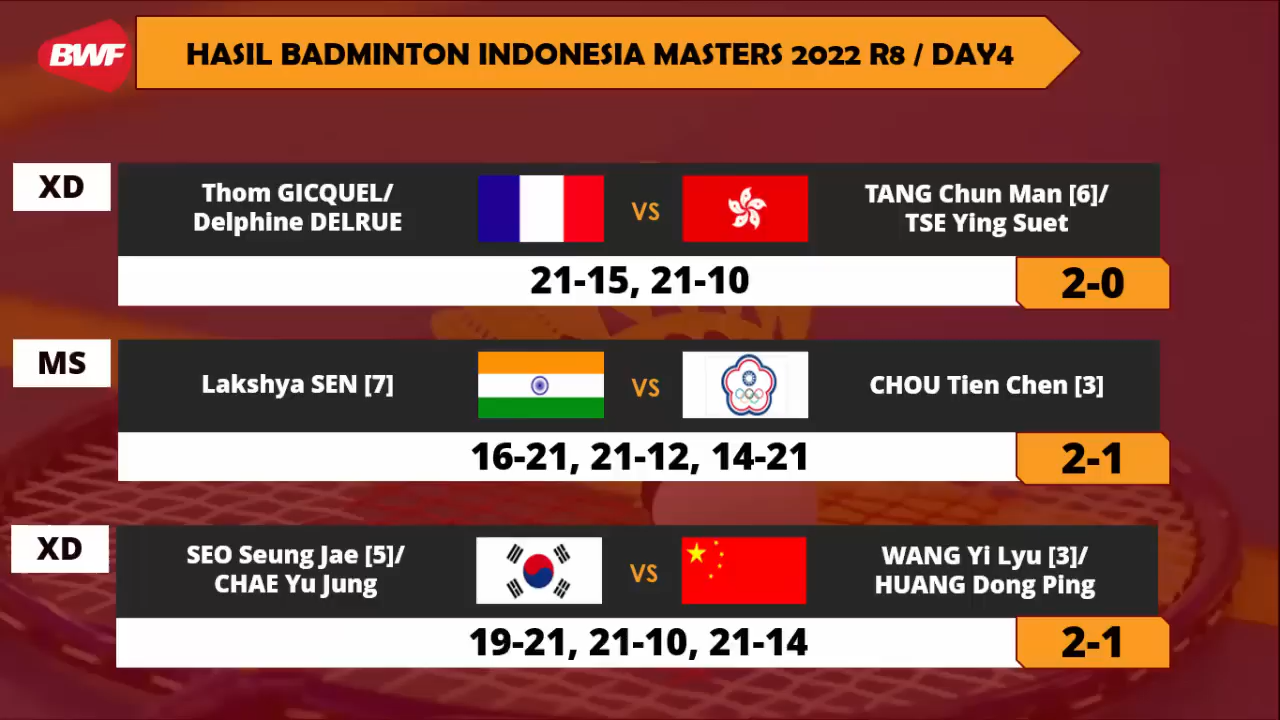 BWF
HASIL BADMINTON INDONESIA MASTERS 2022 R8 / DAY4
XD
Thom GICQUEL/
Delphine DELRUE
VS
TANG Chun Man [6]/
TSE Ying Suet
21-15, 21-10
2-0
MS
Lakshya SEN [7]
VS
CHOU Tien Chen [3]
16-21, 21-12, 14-21
2-1
XD
SEO Seung Jae [5]/
CHAE Yu Jung
VS
WANG Yi Lyu [3]/
HUANG Dong Ping
19-21, 21-10, 21-14
2-1